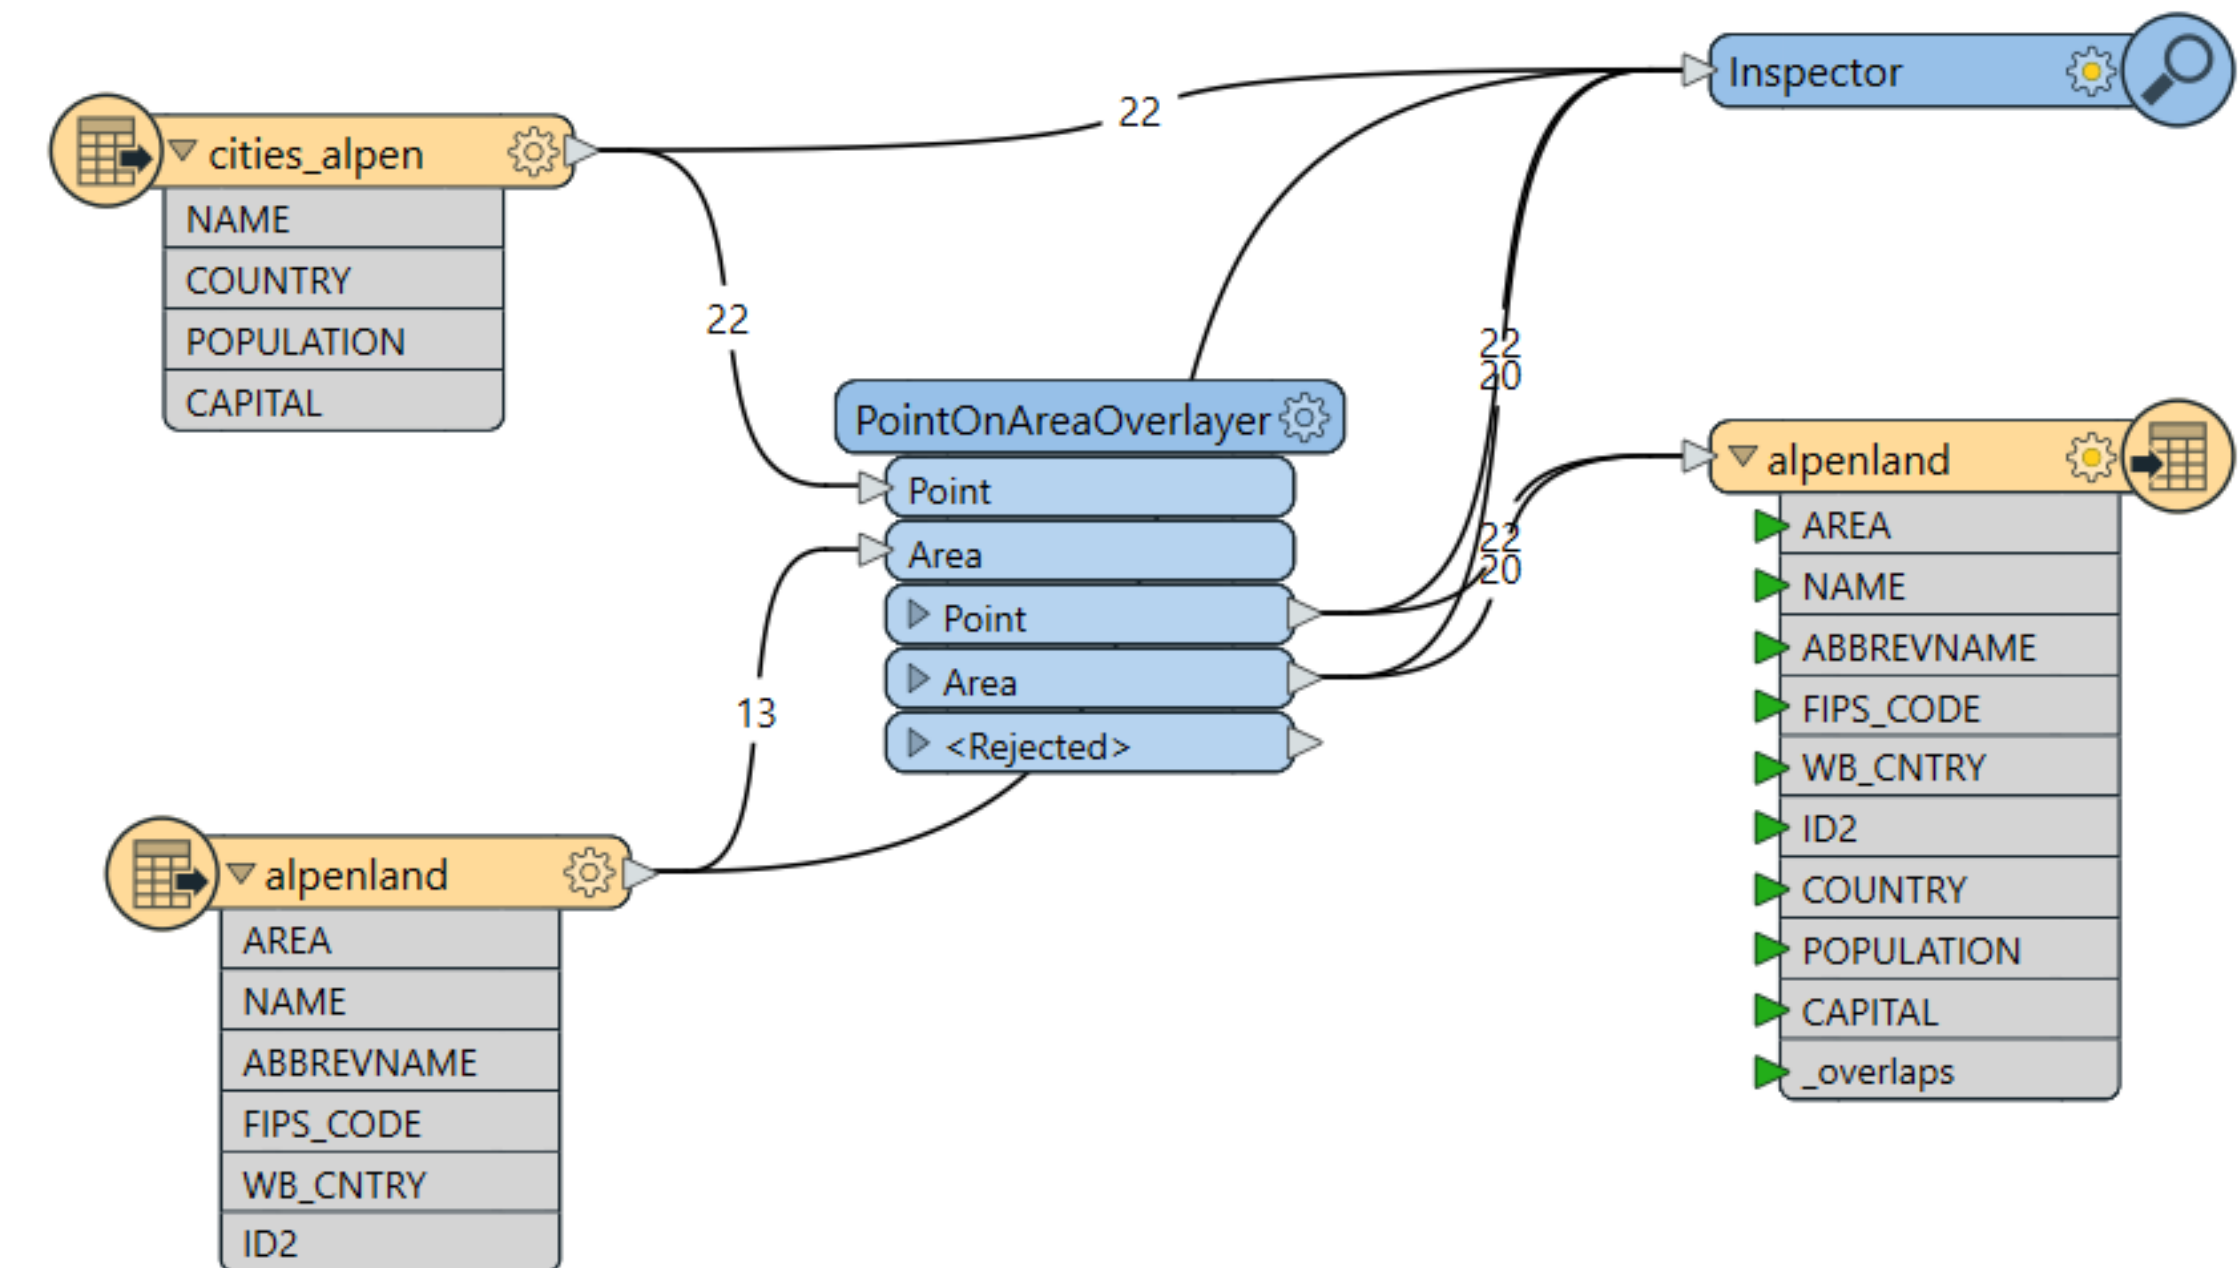 Inspector
22
cities_alpen
NAME
COUNTRY
POPULATION
CAPITAL
22
22
20
PointOnAreaOverlayer
Point
Area
Point
Area
<Rejected>
22
20
alpenland
AREA
NAME
ABBREVNAME
FIPS_CODE
WB_CNTRY
ID2
COUNTRY
POPULATION
CAPITAL
_overlaps
13
alpenland
AREA
NAME
ABBREVNAME
FIPS_CODE
WB_CNTRY
ID2